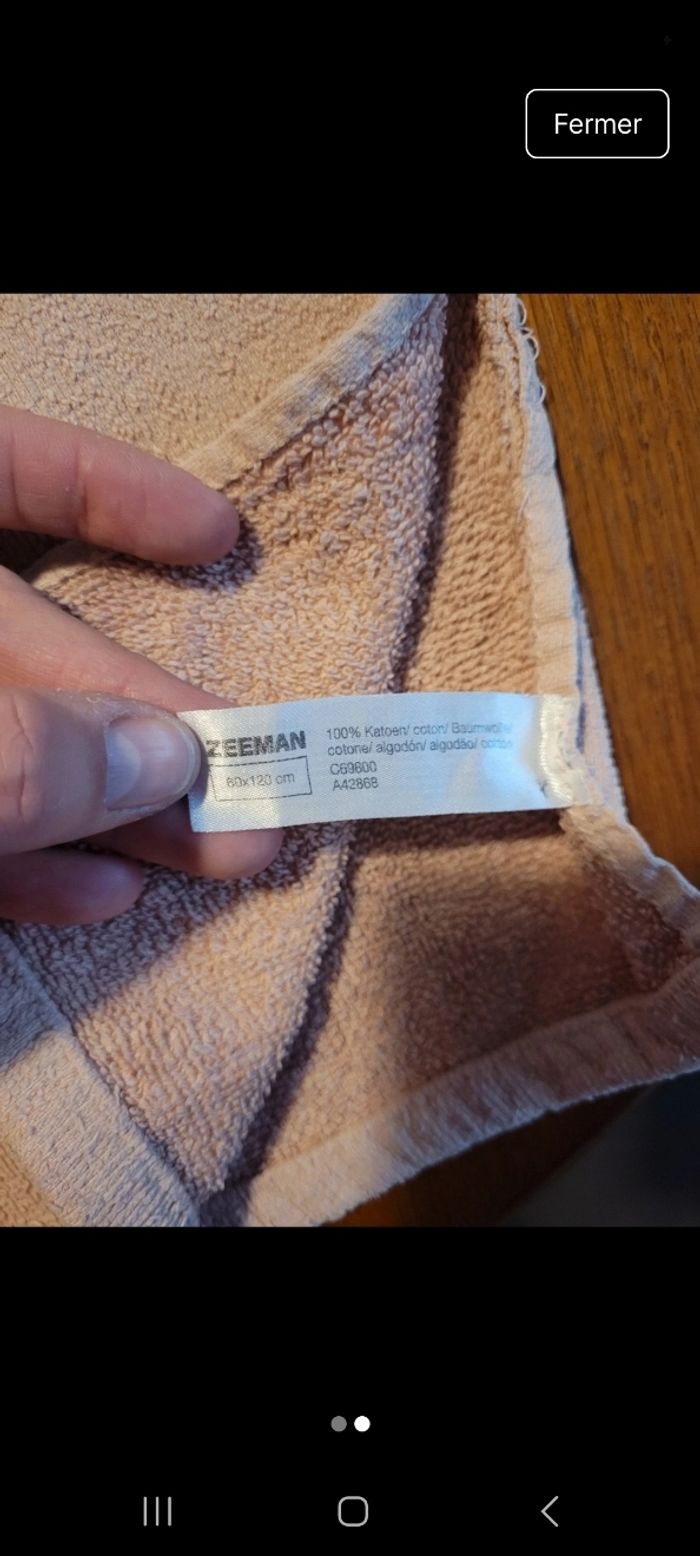 Fermer
ZEEMAN
60x120 cm
100% Katoen/ coton/ Baumwolle/
cotone/ algodón/ algodão/ cotton
C69800
A42868